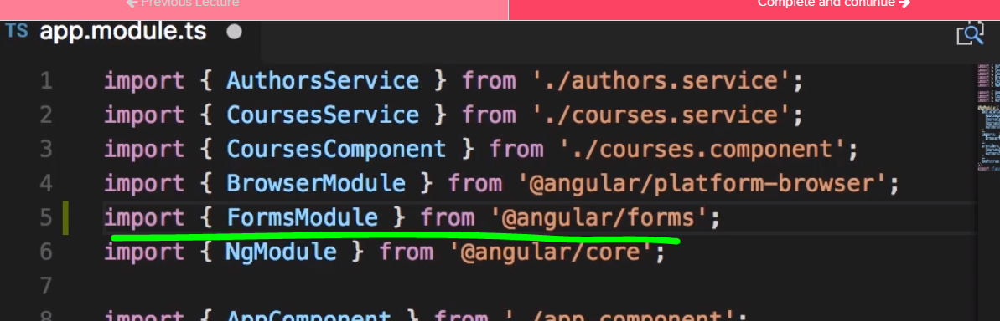 ← Previous Lecture
Complete and continue →
TS app.module.ts
1 import { AuthorsService } from './authors.service';
2 import { CoursesService } from './courses.service';
3 import { CoursesComponent } from './courses.component';
4 import { BrowserModule } from '@angular/platform-browser';
5 import { FormsModule } from '@angular/forms';
6 import { NgModule } from '@angular/core';
7
8 import { AppComponent } from './app.component';